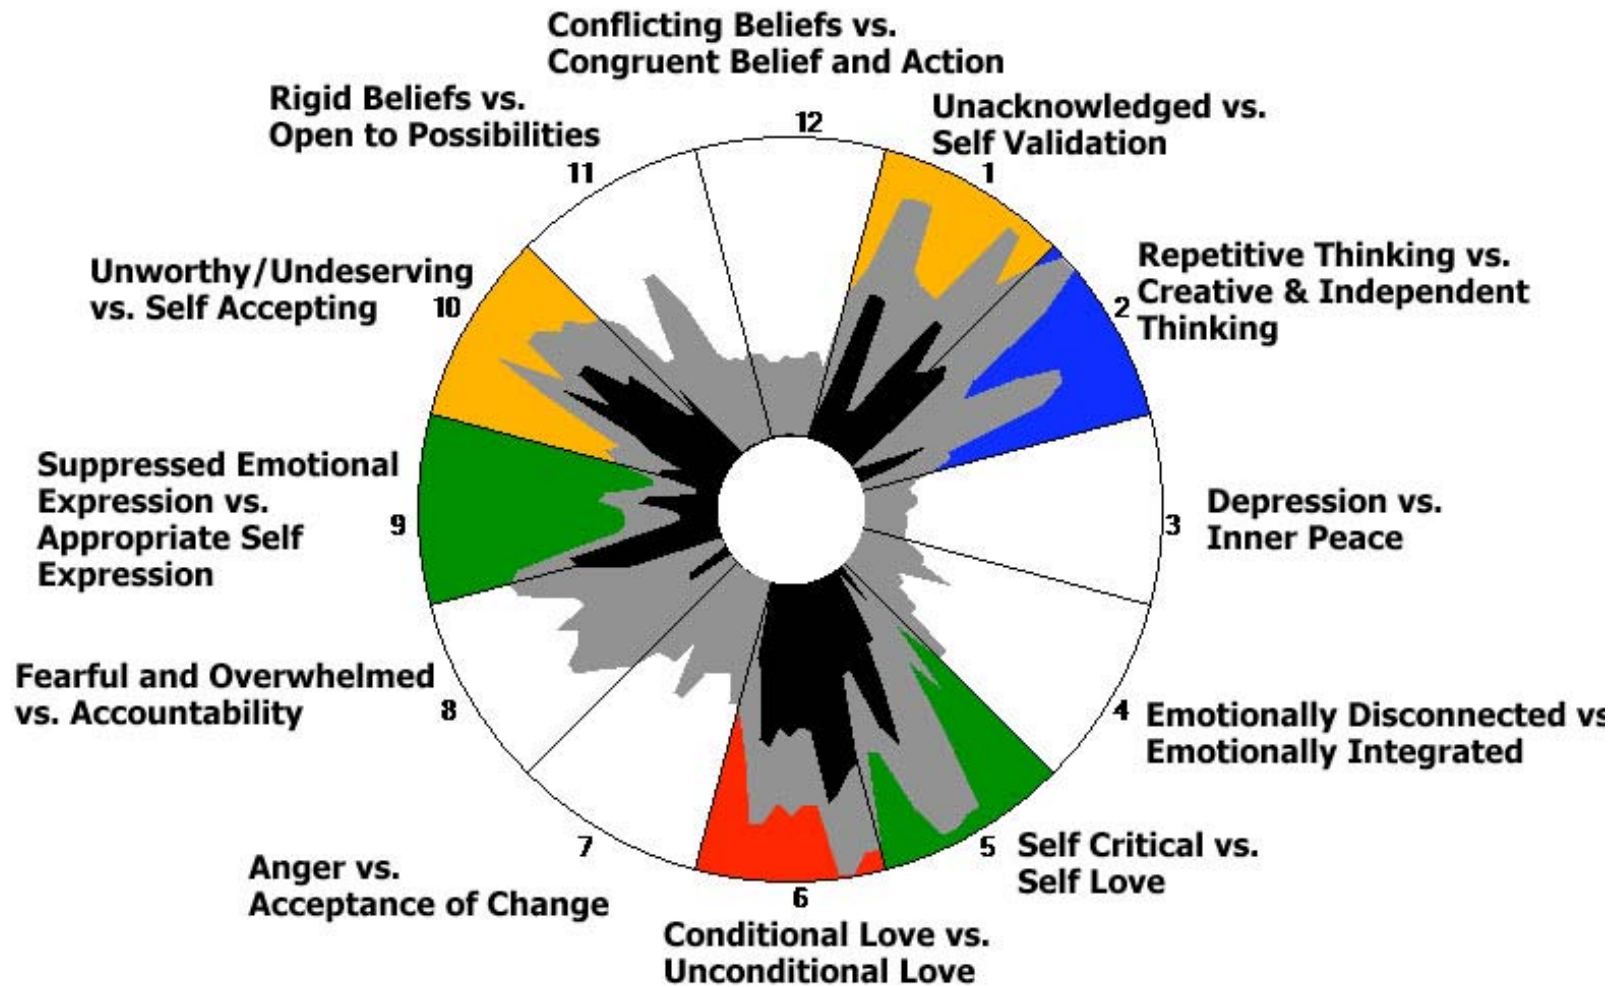 Conflicting Beliefs vs.
Congruent Belief and Action
12
Unacknowledged vs.
Self Validation
1
Repetitive Thinking vs.
Creative & Independent
Thinking
2
Depression vs.
Inner Peace
3
Emotionally Disconnected vs
Emotionally Integrated
4
Self Critical vs.
Self Love
5
Conditional Love vs.
Unconditional Love
6
Anger vs.
Acceptance of Change
7
Fearful and Overwhelmed
vs. Accountability
8
Suppressed Emotional
Expression vs.
Appropriate Self
Expression
9
Unworthy/Undeserving
vs. Self Accepting
10
Rigid Beliefs vs.
Open to Possibilities
11